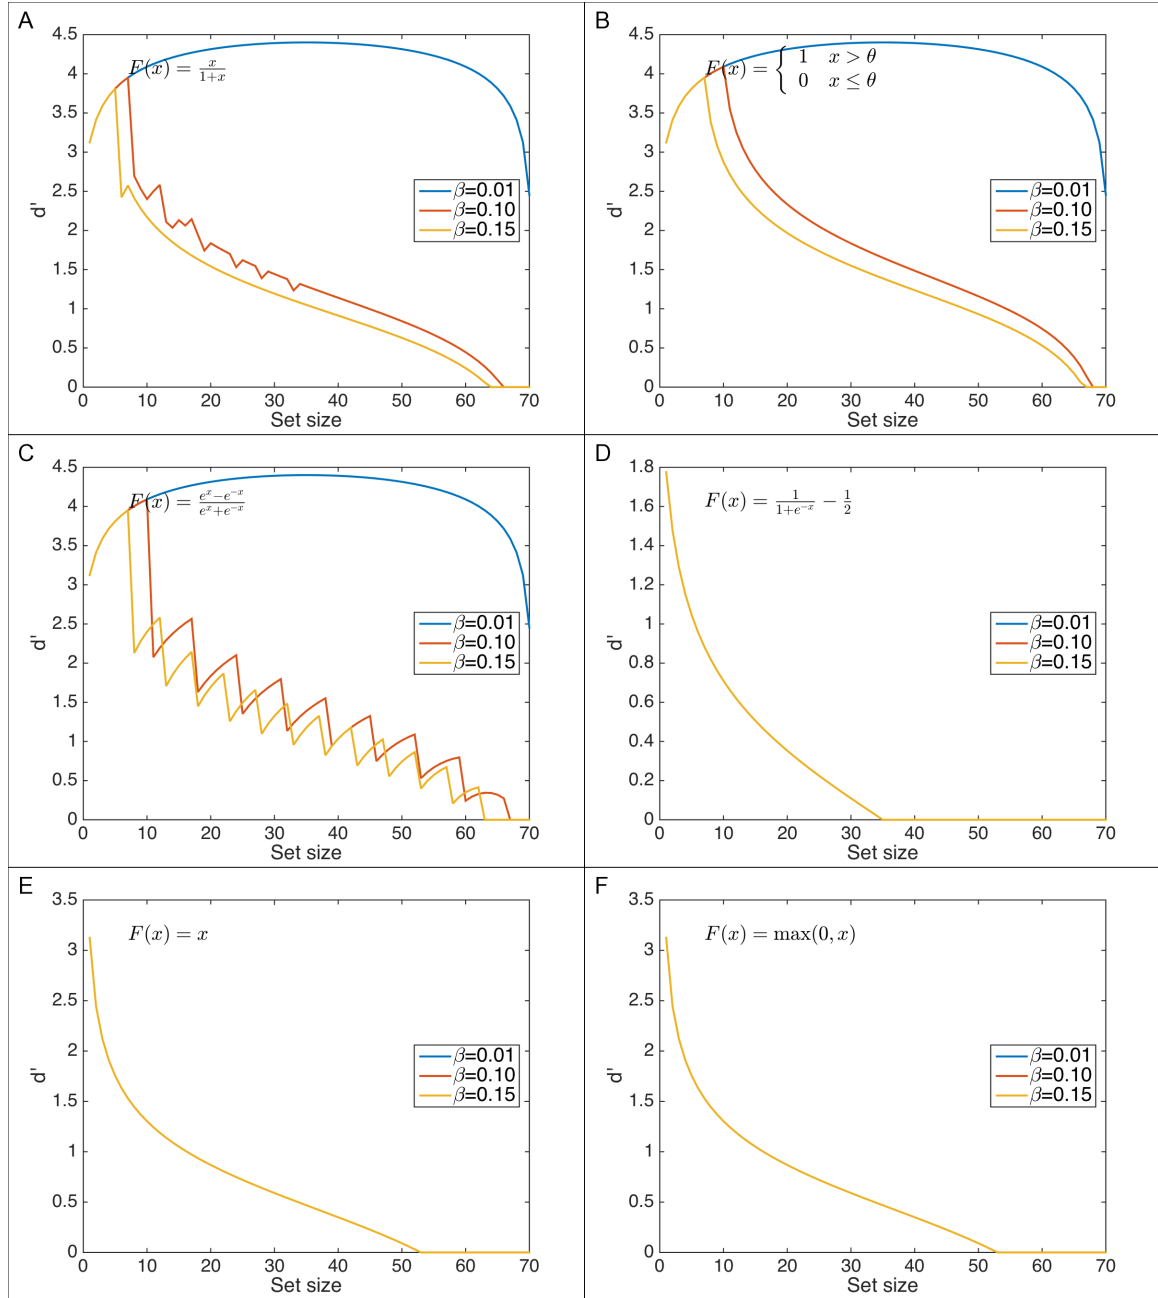 A
F(x) = x/(1+x)
d'
4.5
4
3.5
3
2.5
2
1.5
1
0.5
0
β=0.01
β=0.10
β=0.15
0 10 20 30 40 50 60 70
Set size
B
F(x) = { 1 x > θ
0 x ≤ θ
d'
4.5
4
3.5
3
2.5
2
1.5
1
0.5
0
β=0.01
β=0.10
β=0.15
0 10 20 30 40 50 60 70
Set size
C
F(x) = (e^x − e^−x)/(e^x + e^−x)
d'
4.5
4
3.5
3
2.5
2
1.5
1
0.5
0
β=0.01
β=0.10
β=0.15
0 10 20 30 40 50 60 70
Set size
D
F(x) = 1/(1+e^−x) − 1/2
d'
1.8
1.6
1.4
1.2
1
0.8
0.6
0.4
0.2
0
β=0.01
β=0.10
β=0.15
0 10 20 30 40 50 60 70
Set size
E
F(x) = x
d'
3.5
3
2.5
2
1.5
1
0.5
0
β=0.01
β=0.10
β=0.15
0 10 20 30 40 50 60 70
Set size
F
F(x) = max(0, x)
d'
3.5
3
2.5
2
1.5
1
0.5
0
β=0.01
β=0.10
β=0.15
0 10 20 30 40 50 60 70
Set size